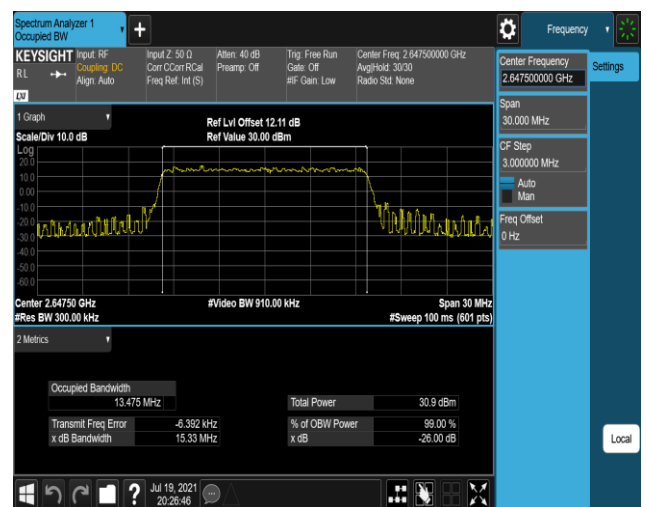 Spectrum Analyzer 1
Occupied BW
+
Frequency
KEYSIGHT
RL
LXI
Input: RF
Coupling: DC
Align: Auto
Input Z: 50 Ω
Corr CCorr RCal
Freq Ref: Int (S)
Atten: 40 dB
Preamp: Off
Trig: Free Run
Gate: Off
#IF Gain: Low
Center Freq: 2.647500000 GHz
Avg|Hold: 30/30
Radio Std: None
Center Frequency
2.647500000 GHz
Settings
Span
30.000 MHz
CF Step
3.000000 MHz
Auto
Man
Freq Offset
0 Hz
1 Graph
Scale/Div 10.0 dB
Ref Lvl Offset 12.11 dB
Ref Value 30.00 dBm
Log
20.0
10.0
0.00
-10.0
-20.0
-30.0
-40.0
-50.0
-60.0
Center 2.64750 GHz
#Res BW 300.00 kHz
#Video BW 910.00 kHz
Span 30 MHz
#Sweep 100 ms (601 pts)
2 Metrics
Occupied Bandwidth
13.475 MHz
Total Power 30.9 dBm
Transmit Freq Error -6.392 kHz
% of OBW Power 99.00 %
x dB Bandwidth 15.33 MHz
x dB -26.00 dB
Local
?
Jul 19, 2021
20:26:46